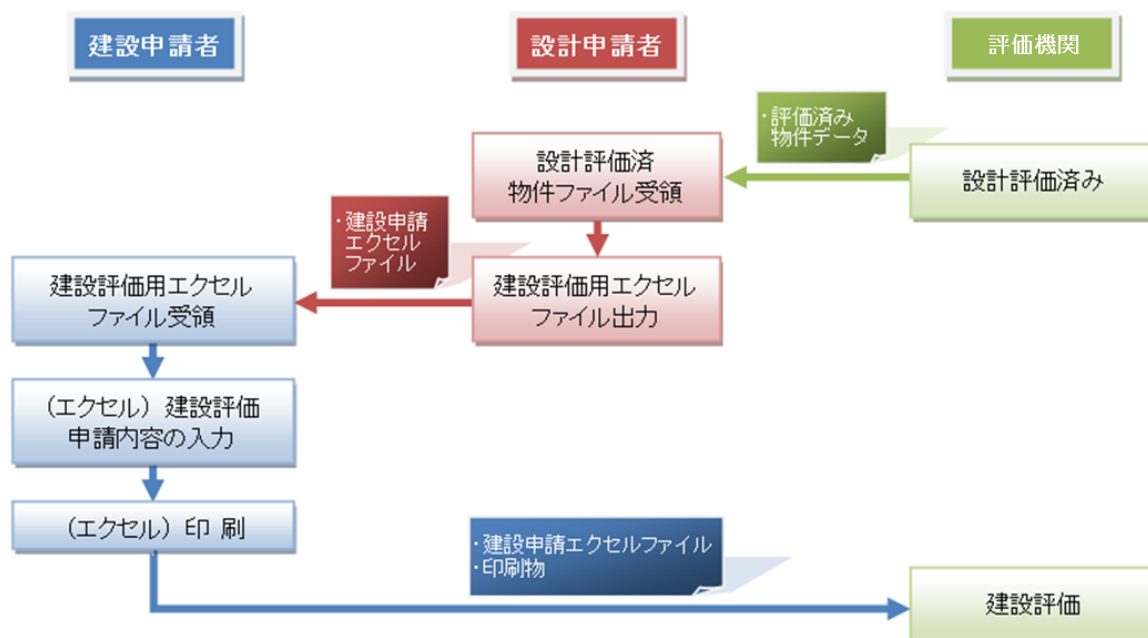 建設申請者
設計申請者
評価機関
・評価済み
物件データ
設計評価済
物件ファイル受領
設計評価済み
・建設申請
エクセル
ファイル
建設評価用エクセル
ファイル受領
建設評価用エクセル
ファイル出力
（エクセル）建設評価
申請内容の入力
（エクセル）印 刷
・建設申請エクセルファイル
・印刷物
建設評価